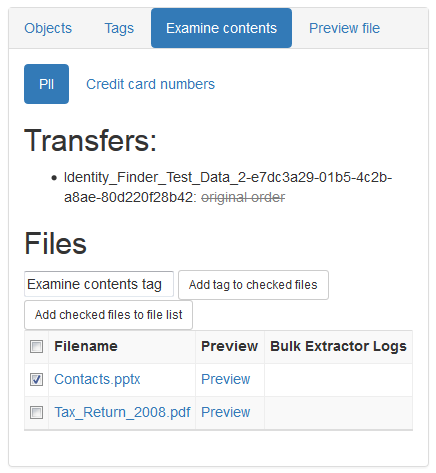 Objects Tags Examine contents Preview file
PII Credit card numbers
Transfers:
Identity_Finder_Test_Data_2-e7dc3a29-01b5-4c2b-
a8ae-80d220f28b42: original order
Files
Examine contents tag Add tag to checked files
Add checked files to file list
Filename Preview Bulk Extractor Logs
Contacts.pptx Preview
Tax_Return_2008.pdf Preview